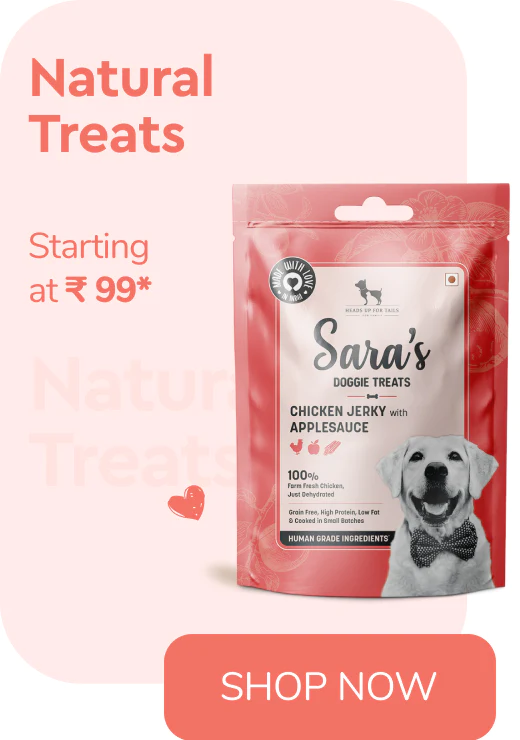 Natural
Treats
Starting
at ₹ 99*
Natural
Treats
MADE WITH LOVE
IN INDIA
HEADS UP FOR TAILS
Sara's
DOGGIE TREATS
CHICKEN JERKY with
APPLESAUCE
100%
Farm Fresh Chicken,
Just Dehydrated
Grain Free, High Protein, Low Fat
& Cooked in Small Batches
HUMAN GRADE INGREDIENTS
SHOP NOW